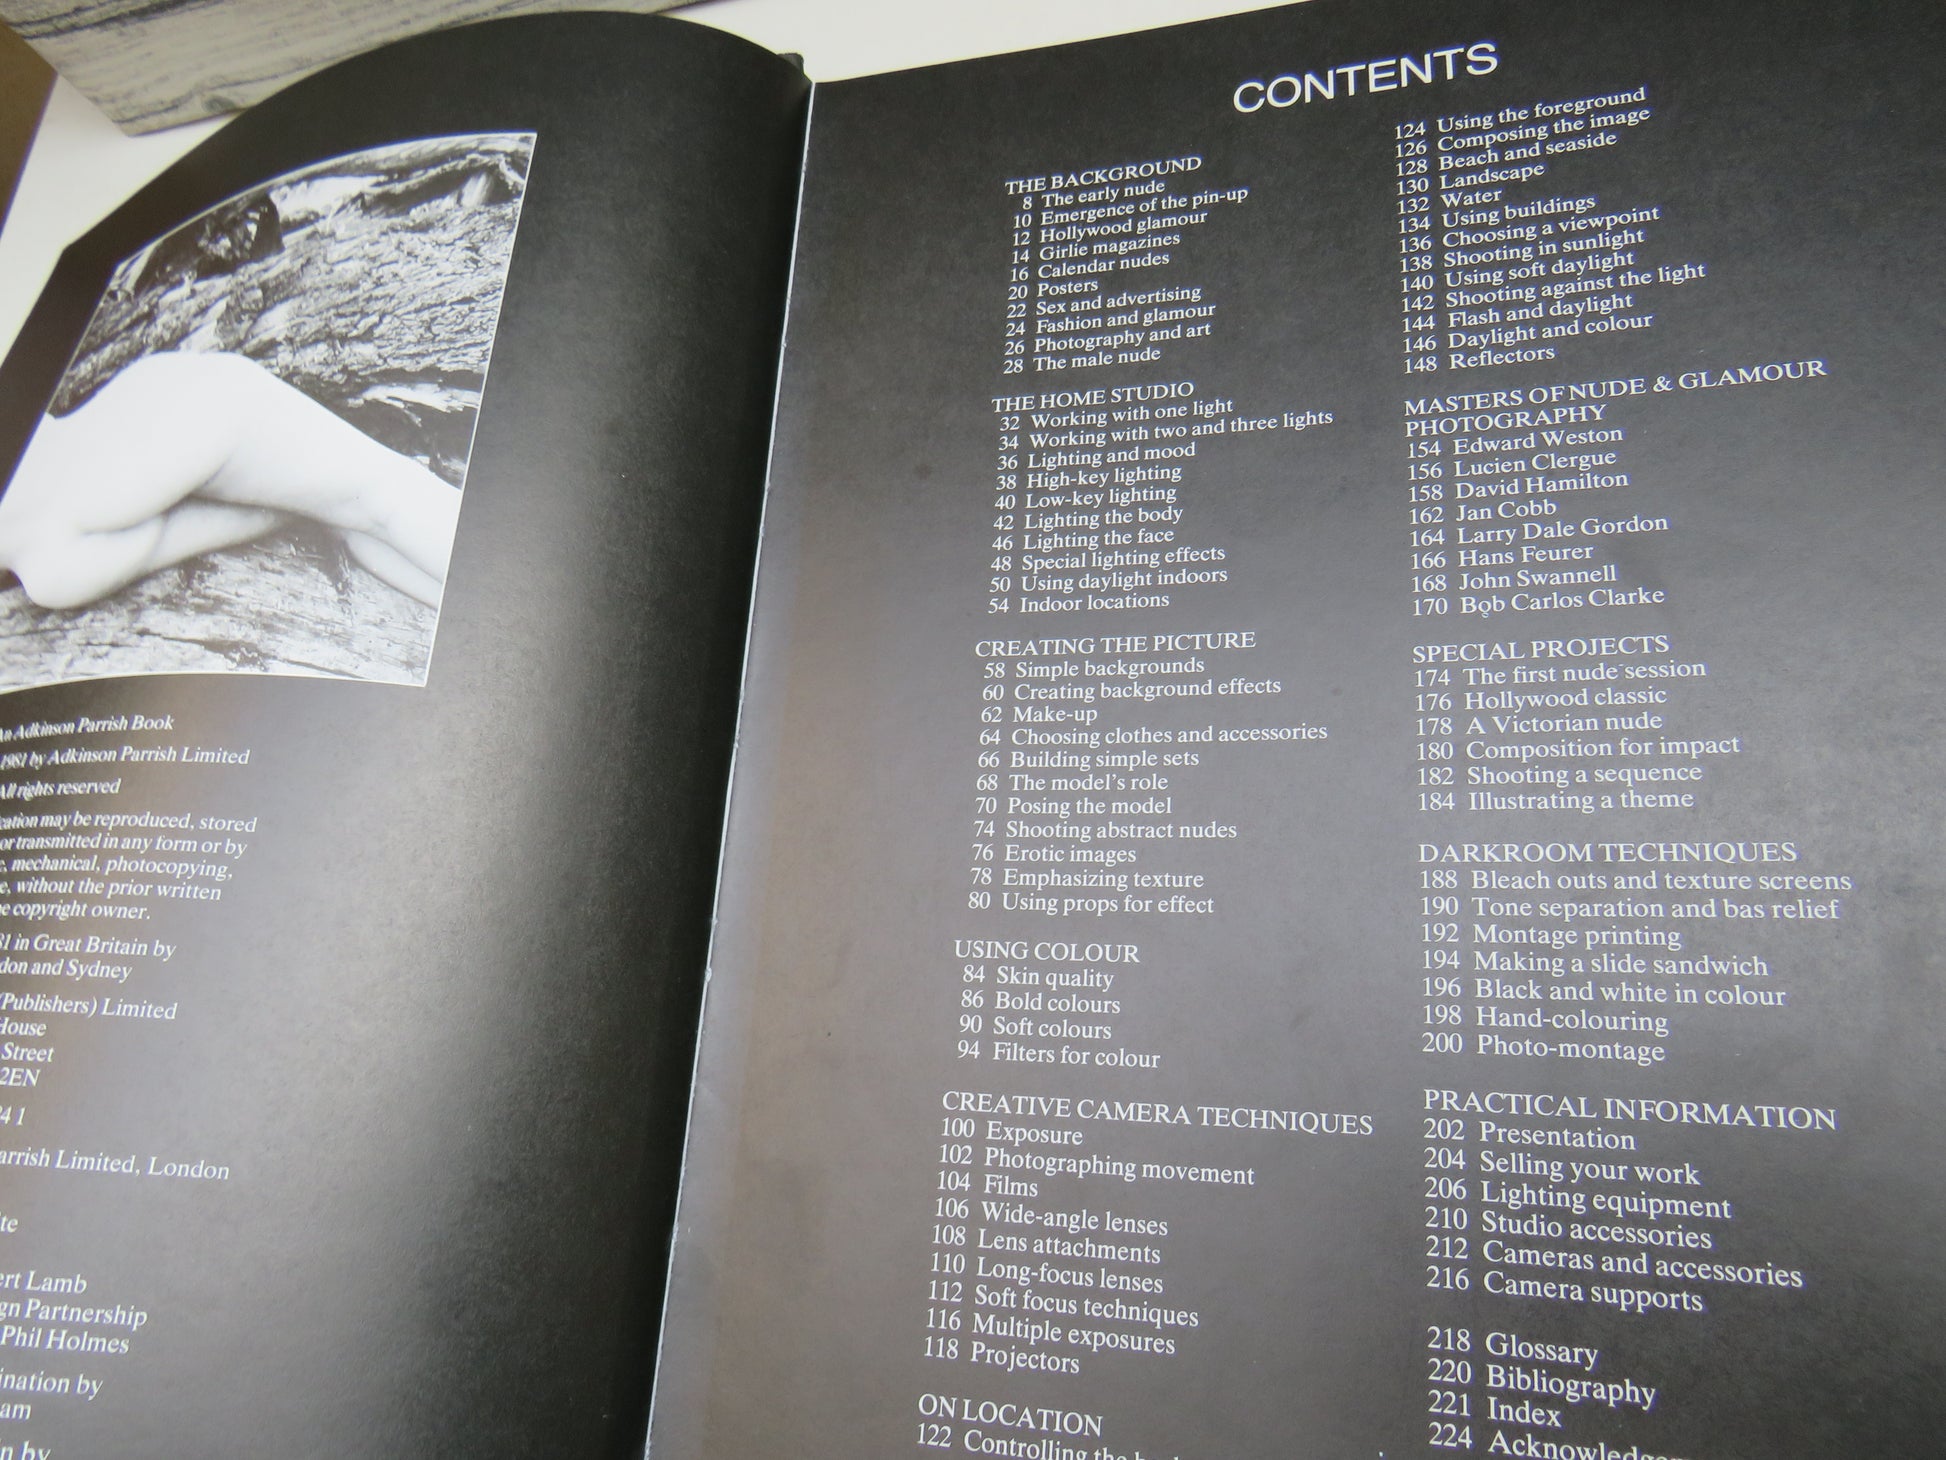 An Adkinson Parrish Book
1981 by Adkinson Parrish Limited
All rights reserved
may be reproduced, stored
or transmitted in any form or by
mechanical, photocopying,
without the prior written
copyright owner.
in Great Britain by
and Sydney
(Publishers) Limited
House
Street
2EN
4 1
Limited, London
Lamb
Partnership
Phil Holmes
by
by
CONTENTS
THE BACKGROUND
8 The early nude
10 Emergence of the pin-up
12 Hollywood glamour
14 Girlie magazines
16 Calendar nudes
20 Posters
22 Sex and advertising
24 Fashion and glamour
26 Photography and art
28 The male nude
THE HOME STUDIO
32 Working with one light
34 Working with two and three lights
36 Lighting and mood
38 High-key lighting
40 Low-key lighting
42 Lighting the body
46 Lighting the face
48 Special lighting effects
50 Using daylight indoors
54 Indoor locations
CREATING THE PICTURE
58 Simple backgrounds
60 Creating background effects
62 Make-up
64 Choosing clothes and accessories
66 Building simple sets
68 The model's role
70 Posing the model
74 Shooting abstract nudes
76 Erotic images
78 Emphasizing texture
80 Using props for effect
USING COLOUR
84 Skin quality
86 Bold colours
90 Soft colours
94 Filters for colour
CREATIVE CAMERA TECHNIQUES
100 Exposure
102 Photographing movement
104 Films
106 Wide-angle lenses
108 Lens attachments
110 Long-focus lenses
112 Soft focus techniques
116 Multiple exposures
118 Projectors
ON LOCATION
122 Controlling the
124 Using the foreground
126 Composing the image
128 Beach and seaside
130 Landscape
132 Water
134 Using buildings
136 Choosing a viewpoint
138 Shooting in sunlight
140 Using soft daylight
142 Shooting against the light
144 Flash and daylight
146 Daylight and colour
148 Reflectors
MASTERS OF NUDE & GLAMOUR
PHOTOGRAPHY
154 Edward Weston
156 Lucien Clergue
158 David Hamilton
162 Jan Cobb
164 Larry Dale Gordon
166 Hans Feurer
168 John Swannell
170 Bob Carlos Clarke
SPECIAL PROJECTS
174 The first nude session
176 Hollywood classic
178 A Victorian nude
180 Composition for impact
182 Shooting a sequence
184 Illustrating a theme
DARKROOM TECHNIQUES
188 Bleach outs and texture screens
190 Tone separation and bas relief
192 Montage printing
194 Making a slide sandwich
196 Black and white in colour
198 Hand-colouring
200 Photo-montage
PRACTICAL INFORMATION
202 Presentation
204 Selling your work
206 Lighting equipment
210 Studio accessories
212 Cameras and accessories
216 Camera supports
218 Glossary
220 Bibliography
221 Index
224